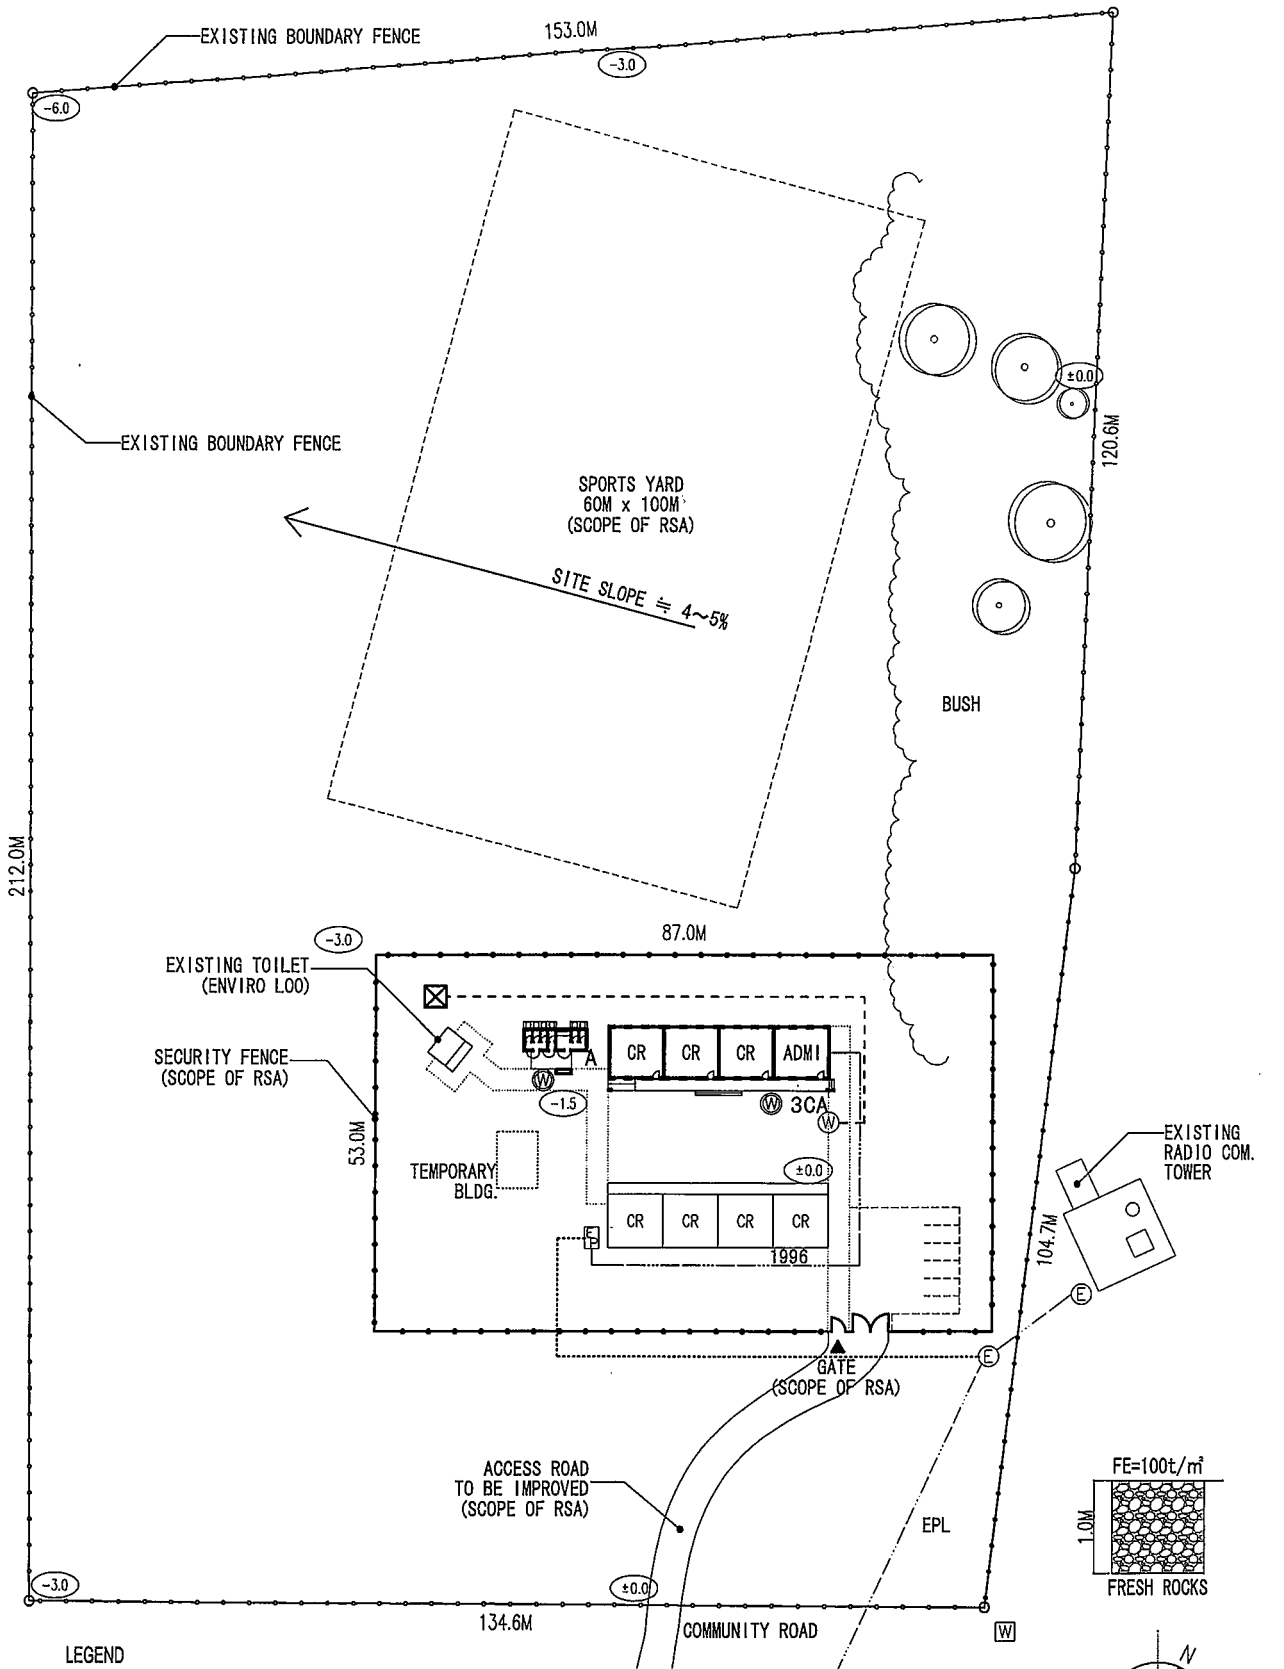 153.0M
EXISTING BOUNDARY FENCE
-3.0
-6.0
±0.0
120.6M
EXISTING BOUNDARY FENCE
SPORTS YARD
60M x 100M
(SCOPE OF RSA)
SITE SLOPE ≒ 4~5%
BUSH
212.0M
87.0M
-3.0
EXISTING TOILET
(ENVIRO LOO)
CR CR CR ADMI
A
SECURITY FENCE
(SCOPE OF RSA)
W
-1.5
W 3CA
W
53.0M
EXISTING
RADIO COM.
TOWER
TEMPORARY
BLDG.
±0.0
CR CR CR CR
EP
1996
104.7M
E
E
GATE
(SCOPE OF RSA)
ACCESS ROAD
TO BE IMPROVED
(SCOPE OF RSA)
FE=100t/㎡
1.0M
FRESH ROCKS
EPL
-3.0
±0.0
134.6M
COMMUNITY ROAD
W
LEGEND
N